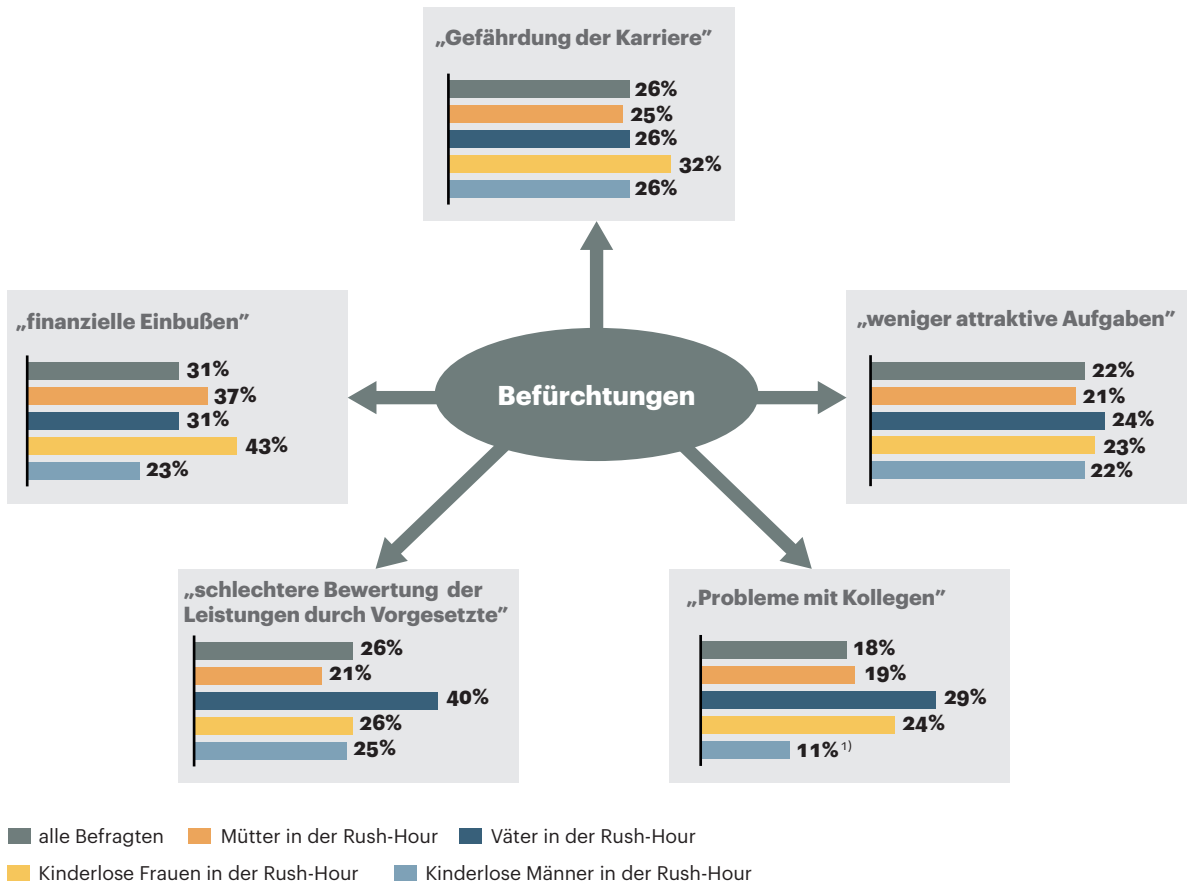 „Gefährdung der Karriere”
26%
25%
26%
32%
26%
„finanzielle Einbußen”
31%
37%
31%
43%
23%
Befürchtungen
„weniger attraktive Aufgaben”
22%
21%
24%
23%
22%
„schlechtere Bewertung der
Leistungen durch Vorgesetzte”
26%
21%
40%
26%
25%
„Probleme mit Kollegen”
18%
19%
29%
24%
11% 1)
alle Befragten Mütter in der Rush-Hour Väter in der Rush-Hour
Kinderlose Frauen in der Rush-Hour Kinderlose Männer in der Rush-Hour